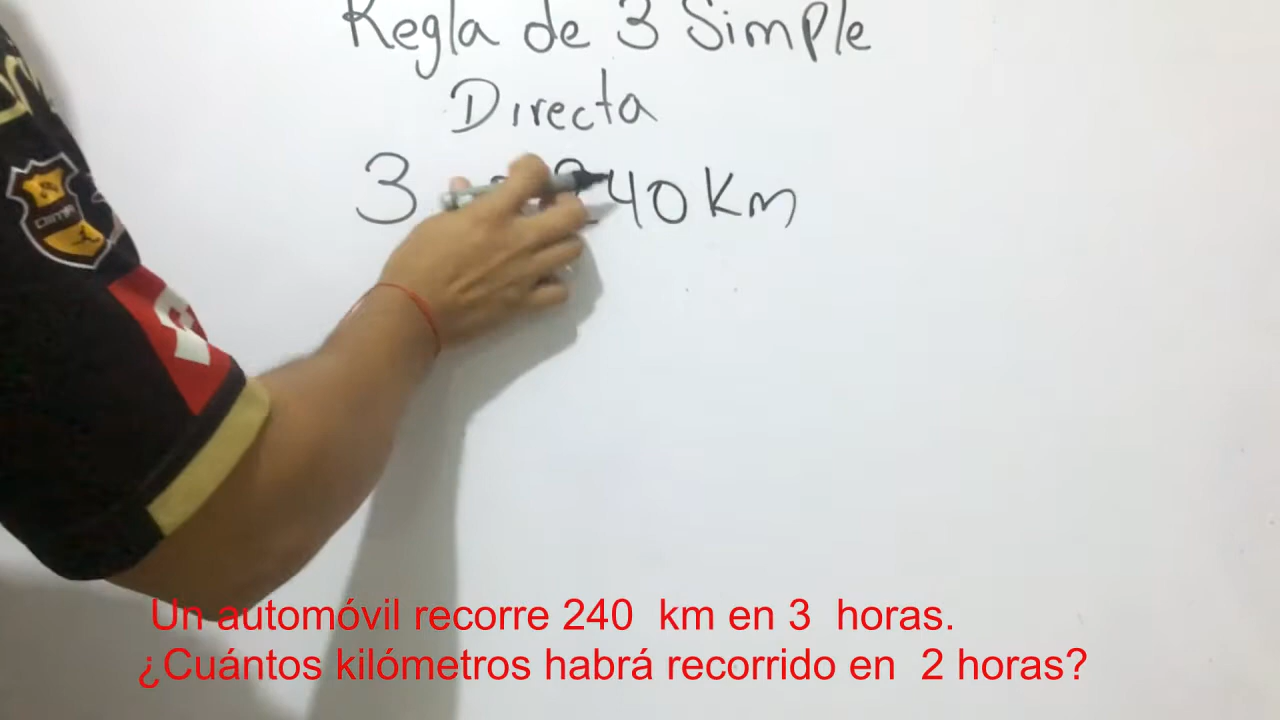 Regla de 3 Simple
Directa
3 240 Km
Un automóvil recorre 240 km en 3 horas.
¿Cuántos kilómetros habrá recorrido en 2 horas?